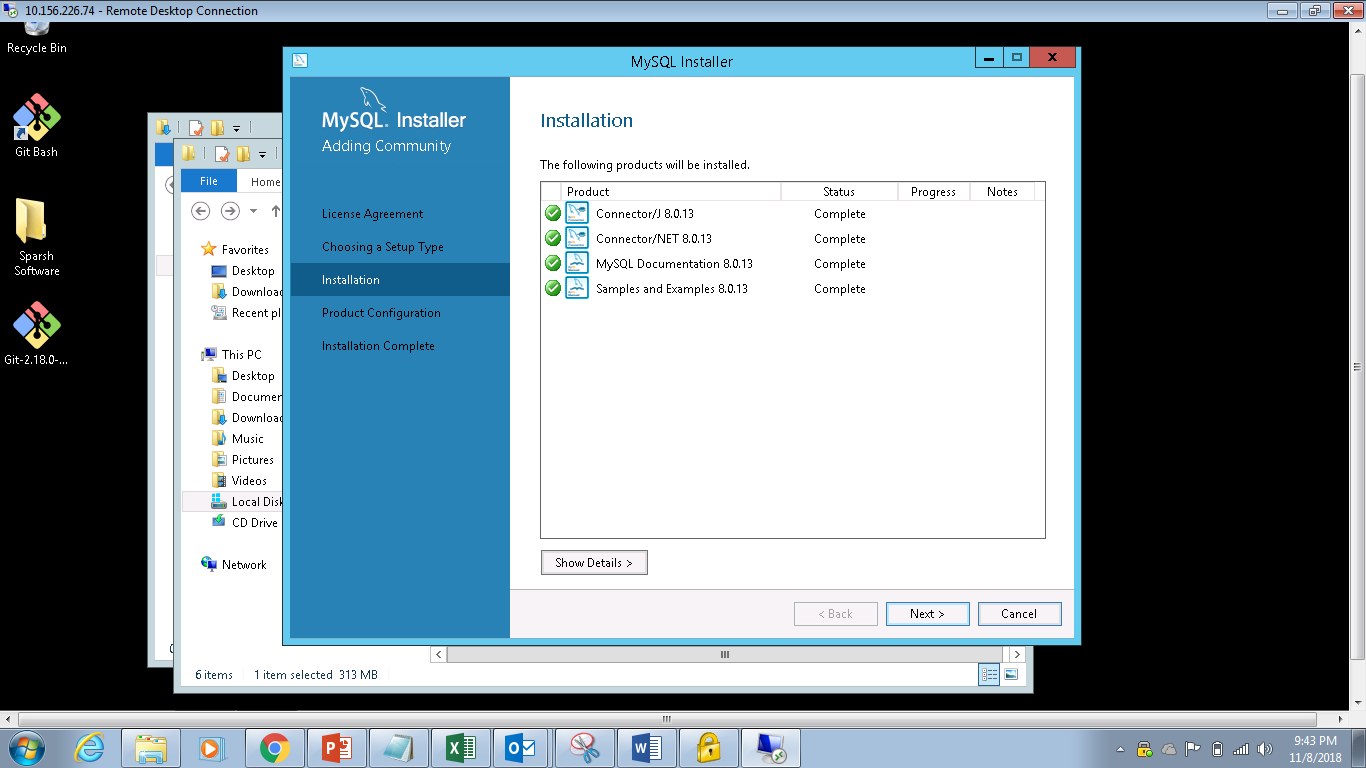 10.156.226.74 - Remote Desktop Connection
Recycle Bin
Git Bash
Sparsh
Software
Git-2.18.0-...
File
Home
Favorites
Desktop
Downloac
Recent pl
This PC
Desktop
Documer
Downloac
Music
Pictures
Videos
Local Disk
CD Drive
Network
6 items
1 item selected 313 MB
MySQL Installer
MySQL. Installer
Adding Community
License Agreement
Choosing a Setup Type
Installation
Product Configuration
Installation Complete
Installation
The following products will be installed.
Product Status Progress Notes
Connector/J 8.0.13 Complete
Connector/NET 8.0.13 Complete
MySQL Documentation 8.0.13 Complete
Samples and Examples 8.0.13 Complete
Show Details >
< Back
Next >
Cancel
9:43 PM
11/8/2018